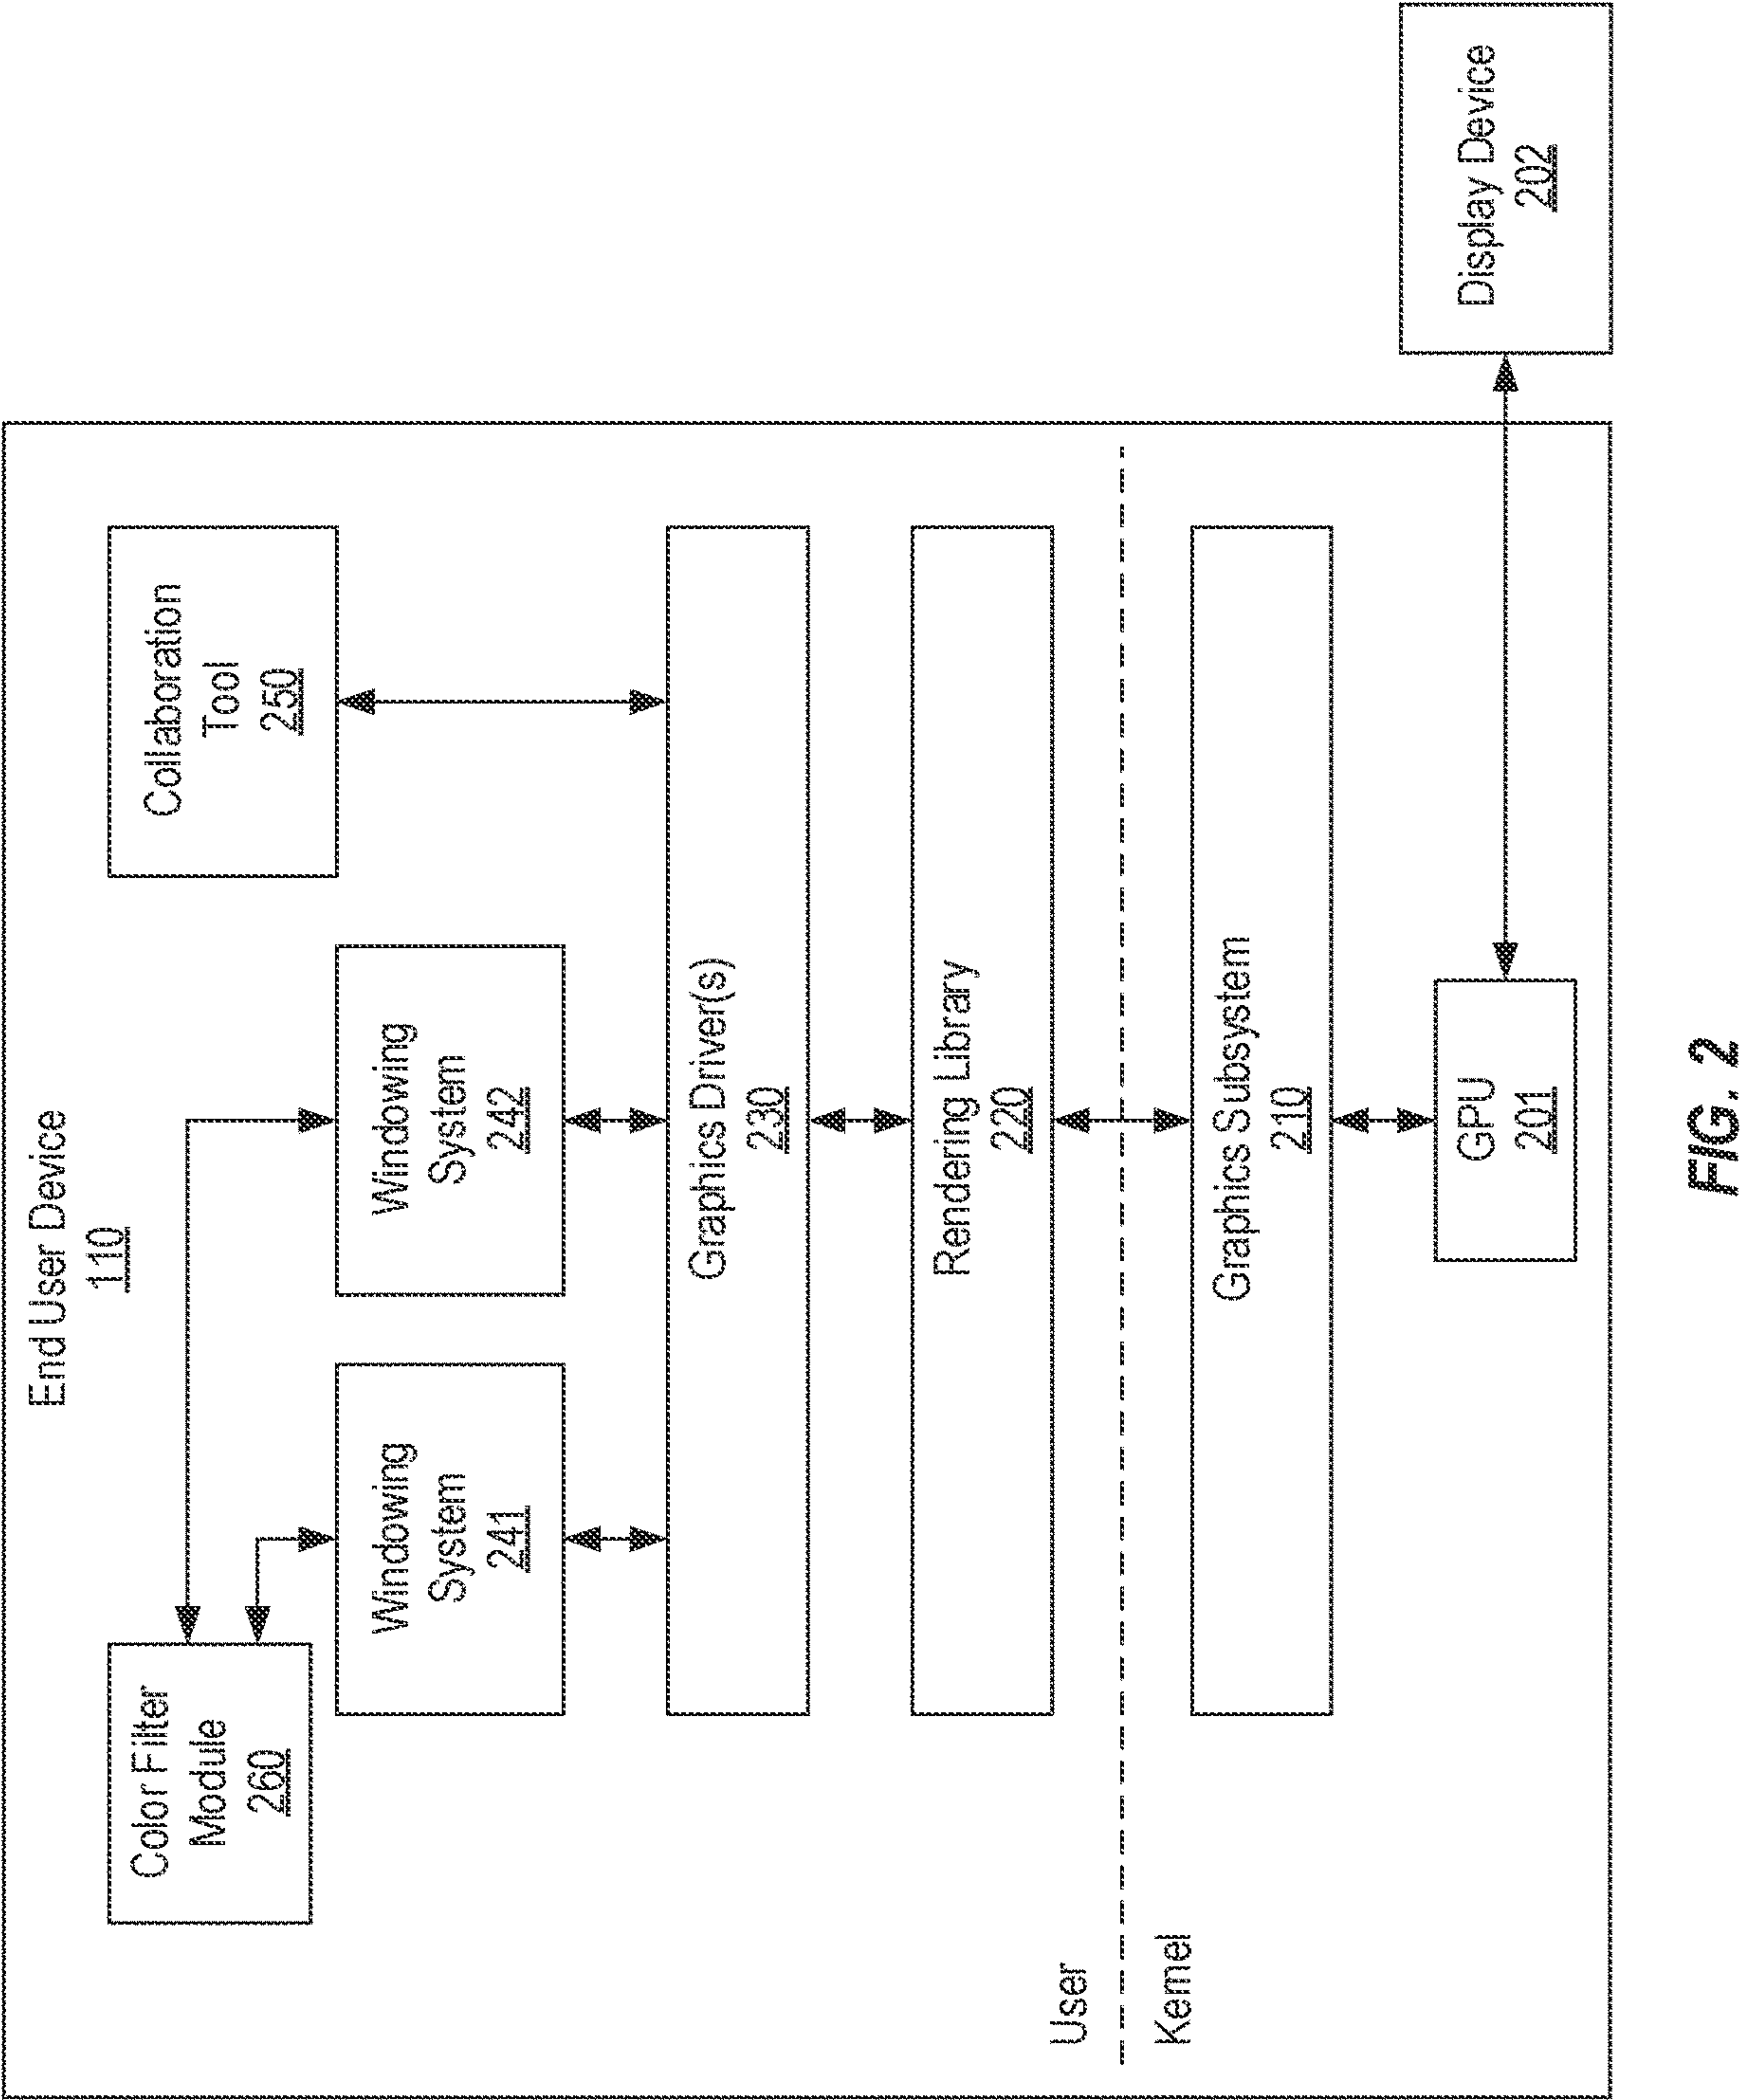 End User Device
110
Color Filter
Module
260
Collaboration
Tool
250
Windowing
System
241
Windowing
System
242
Graphics Driver(s)
230
Rendering Library
220
User
Kernel
Graphics Subsystem
210
GPU
201
Display Device
202
FIG. 2